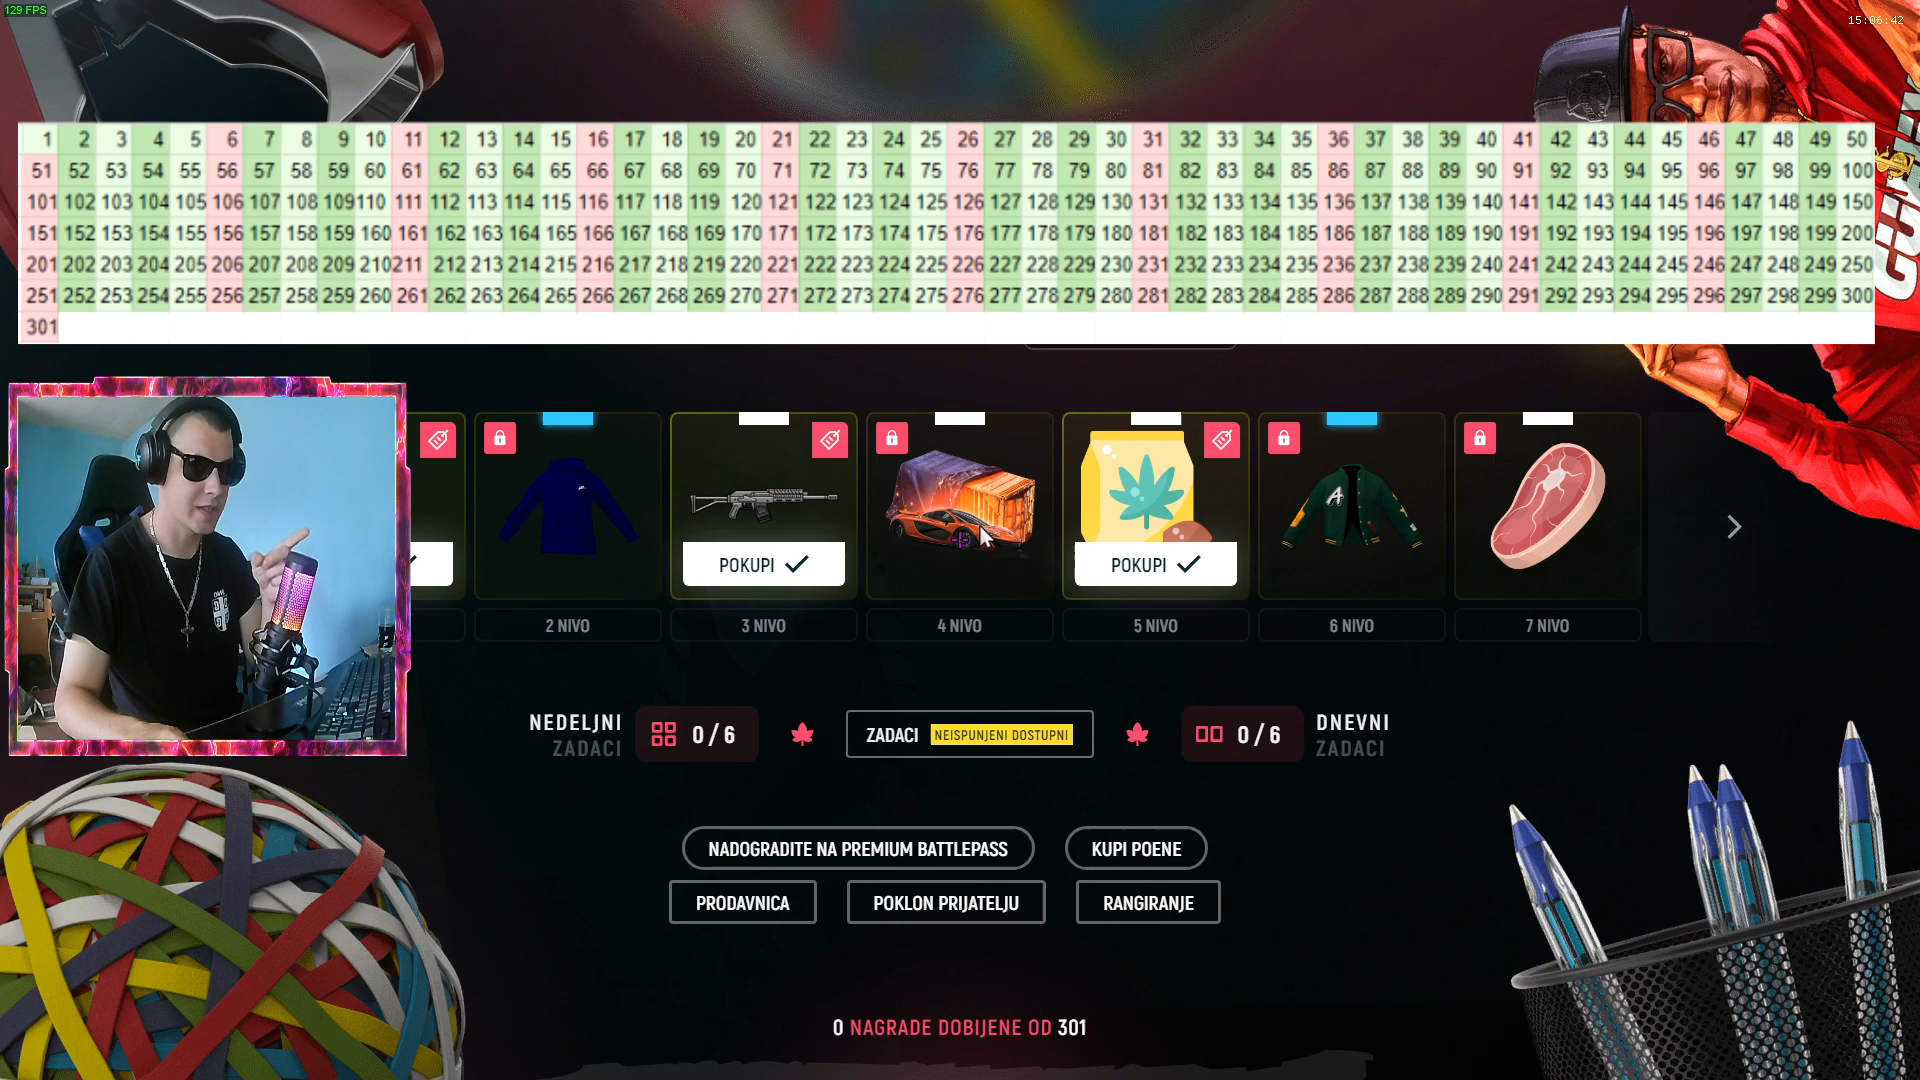 129 FPS
15:06:42
1 2 3 4 5 6 7 8 9 10 11 12 13 14 15 16 17 18 19 20 21 22 23 24 25 26 27 28 29 30 31 32 33 34 35 36 37 38 39 40 41 42 43 44 45 46 47 48 49 50
51 52 53 54 55 56 57 58 59 60 61 62 63 64 65 66 67 68 69 70 71 72 73 74 75 76 77 78 79 80 81 82 83 84 85 86 87 88 89 90 91 92 93 94 95 96 97 98 99 100
101 102 103 104 105 106 107 108 109 110 111 112 113 114 115 116 117 118 119 120 121 122 123 124 125 126 127 128 129 130 131 132 133 134 135 136 137 138 139 140 141 142 143 144 145 146 147 148 149 150
151 152 153 154 155 156 157 158 159 160 161 162 163 164 165 166 167 168 169 170 171 172 173 174 175 176 177 178 179 180 181 182 183 184 185 186 187 188 189 190 191 192 193 194 195 196 197 198 199 200
201 202 203 204 205 206 207 208 209 210 211 212 213 214 215 216 217 218 219 220 221 222 223 224 225 226 227 228 229 230 231 232 233 234 235 236 237 238 239 240 241 242 243 244 245 246 247 248 249 250
251 252 253 254 255 256 257 258 259 260 261 262 263 264 265 266 267 268 269 270 271 272 273 274 275 276 277 278 279 280 281 282 283 284 285 286 287 288 289 290 291 292 293 294 295 296 297 298 299 300
301
A
POKUPI POKUPI
2 NIVO 3 NIVO 4 NIVO 5 NIVO 6 NIVO 7 NIVO
NEDELJNI ZADACI 0 / 6
ZADACI NEISPUNJENI DOSTUPNI
0 / 6 DNEVNI ZADACI
NADOGRADITE NA PREMIUM BATTLEPASS KUPI POENE
PRODAVNICA POKLON PRIJATELJU RANGIRANJE
0 NAGRADE DOBIJENE OD 301